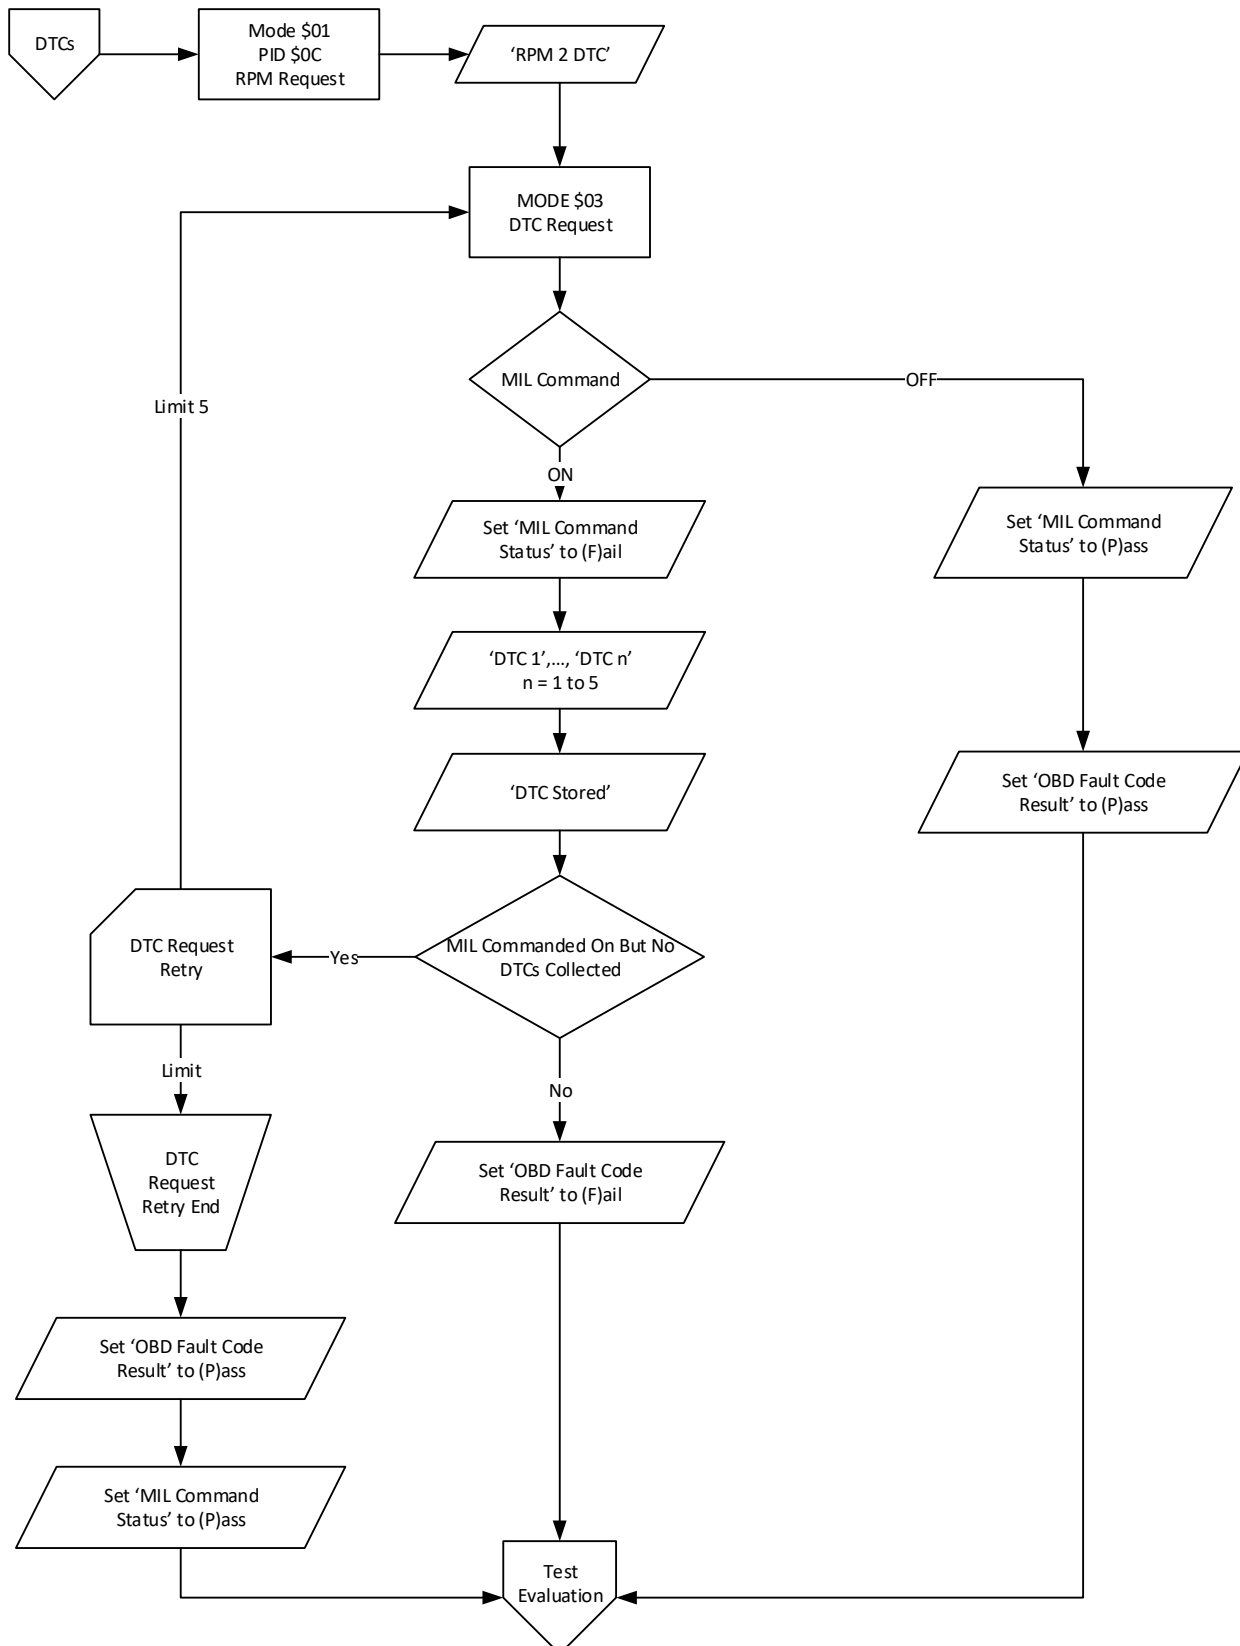 DTCs
Mode $01
PID $0C
RPM Request
‘RPM 2 DTC’
MODE $03
DTC Request
MIL Command
OFF
Limit 5
ON
Set ‘MIL Command
Status’ to (F)ail
Set ‘MIL Command
Status’ to (P)ass
‘DTC 1’,…, ‘DTC n’
n = 1 to 5
‘DTC Stored’
Set ‘OBD Fault Code
Result’ to (P)ass
MIL Commanded On But No
DTCs Collected
Yes
DTC Request
Retry
Limit
No
DTC
Request
Retry End
Set ‘OBD Fault Code
Result’ to (F)ail
Set ‘OBD Fault Code
Result’ to (P)ass
Set ‘MIL Command
Status’ to (P)ass
Test
Evaluation